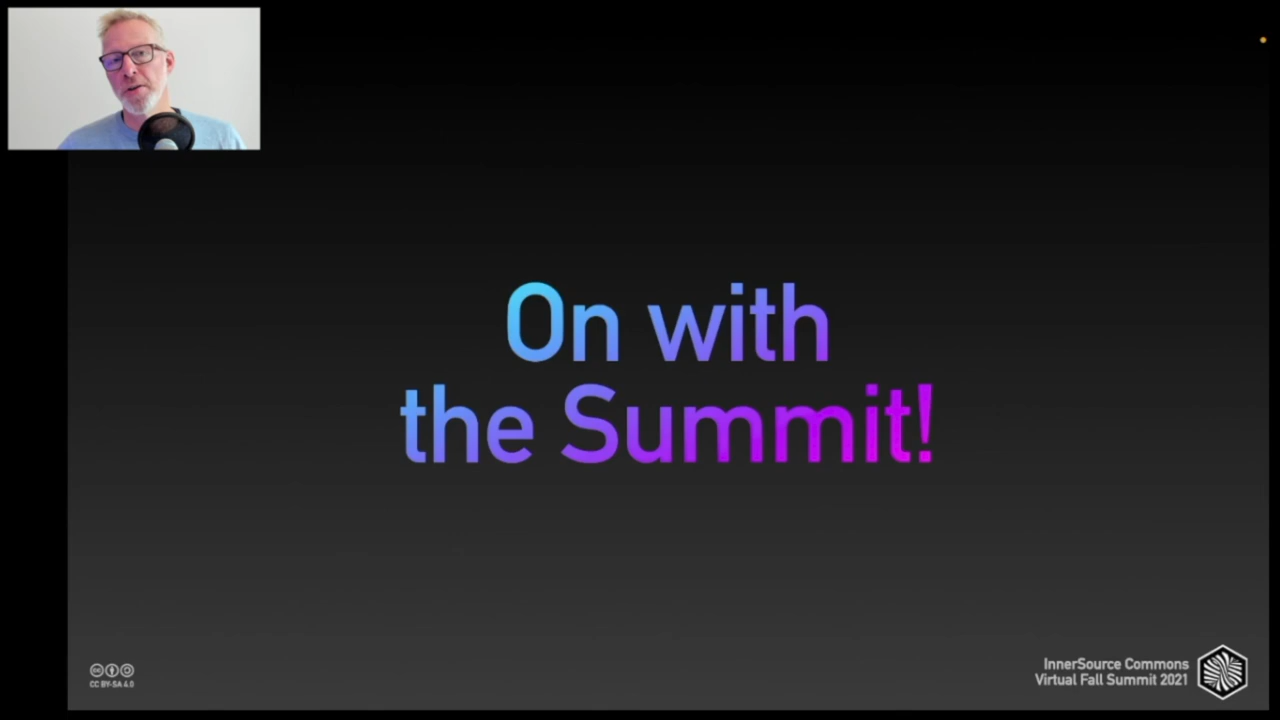 On with
the Summit!
CC BY-SA 4.0
InnerSource Commons
Virtual Fall Summit 2021